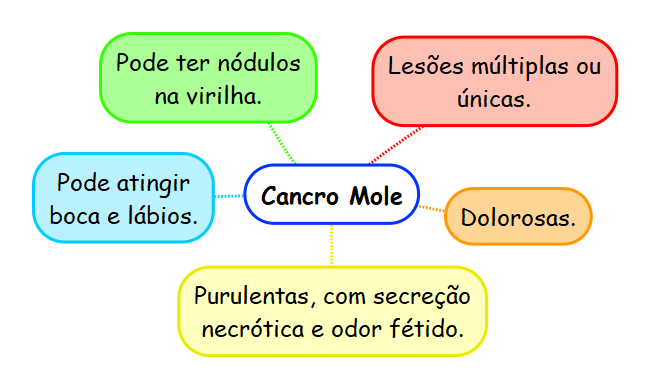 Pode ter nódulos
na virilha.
Lesões múltiplas ou
únicas.
Pode atingir
boca e lábios.
Cancro Mole
Dolorosas.
Purulentas, com secreção
necrótica e odor fétido.